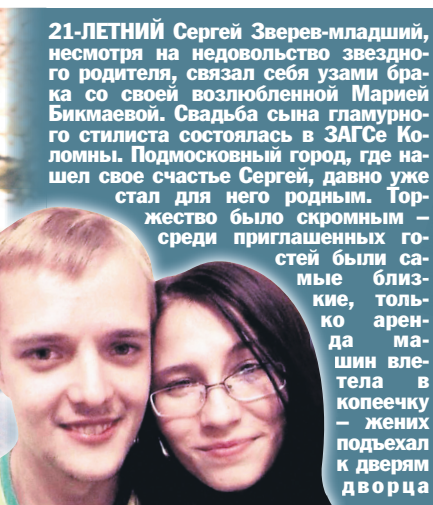 21-ЛЕТНИЙ Сергей Зверев-младший,
несмотря на недовольство звездно-
го родителя, связал себя узами бра-
ка со своей возлюбленной Марией
Бикмаевой. Свадьба сына гламурно-
го стилиста состоялась в ЗАГСе Ко-
ломны. Подмосковный город, где на-
шел свое счастье Сергей, давно уже
стал для него родным. Тор-
жество было скромным –
среди приглашенных го-
стей были са-
мые близ-
кие, толь-
ко арен-
да ма-
шин вле-
тела в
копеечку
– жених
подъехал
к дверям
дворца